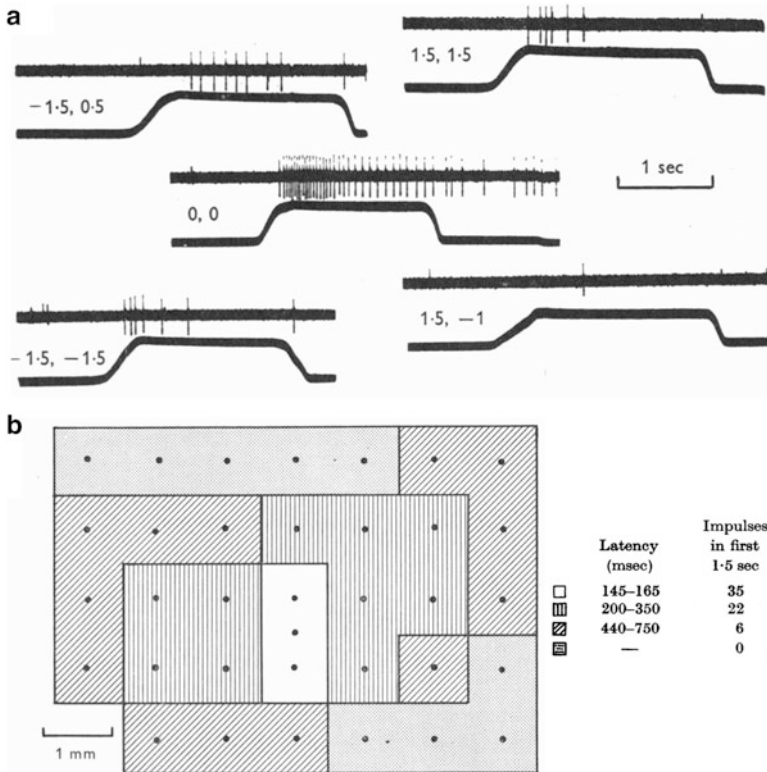 a
−1·5, 0·5
1·5, 1·5
0, 0
1 sec
−1·5, −1·5
1·5, −1
b
1 mm
Latency
(msec)
Impulses
in first
1·5 sec
145–165 35
200–350 22
440–750 6
— 0